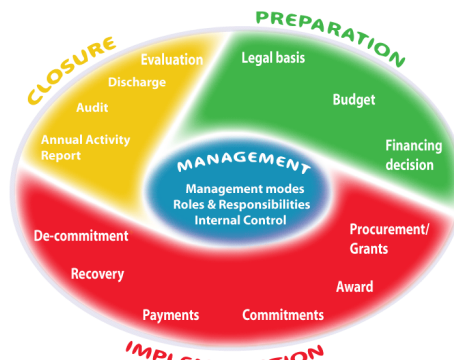 PREPARATION
Legal basis
Budget
Financing
decision
CLOSURE
Evaluation
Discharge
Audit
Annual Activity
Report
MANAGEMENT
Management modes
Roles & Responsibilities
Internal Control
Procurement/
Grants
Award
Commitments
Payments
Recovery
De-commitment